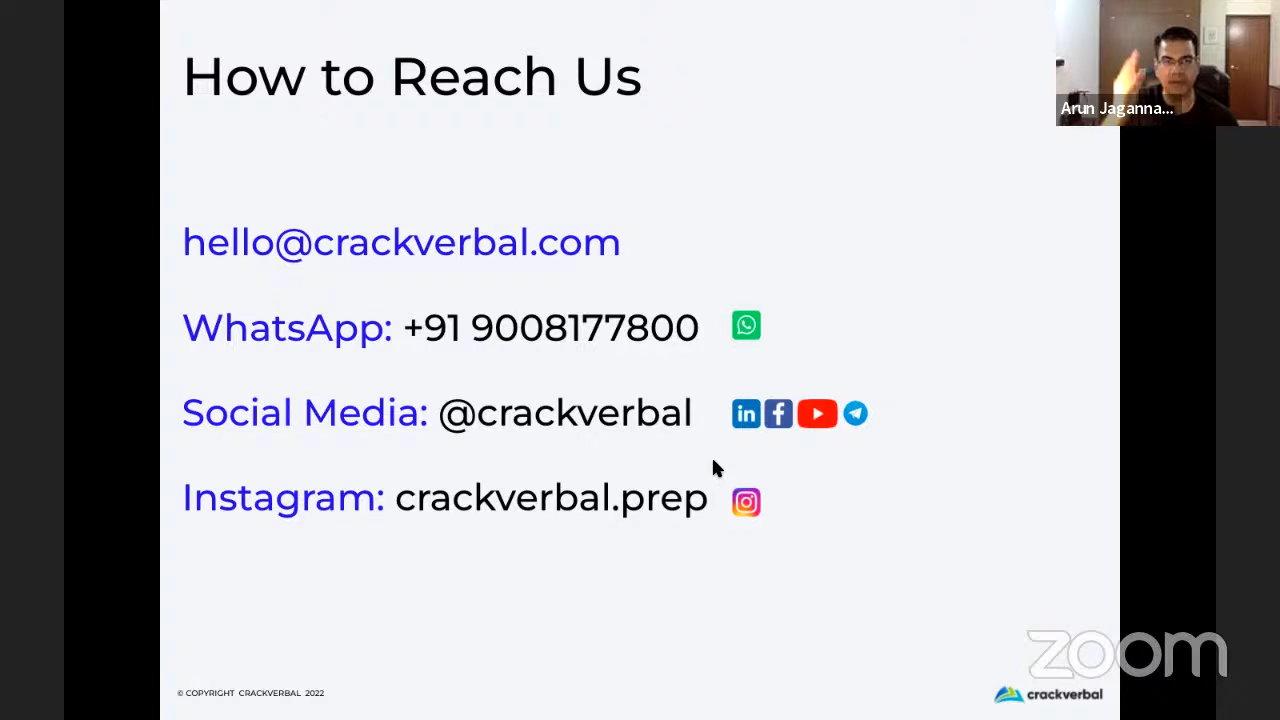 How to Reach Us
Arun Jaganna...
hello@crackverbal.com
WhatsApp: +91 9008177800
Social Media: @crackverbal
in f
Instagram: crackverbal.prep
zoom
© COPYRIGHT CRACKVERBAL 2022
crackverbal